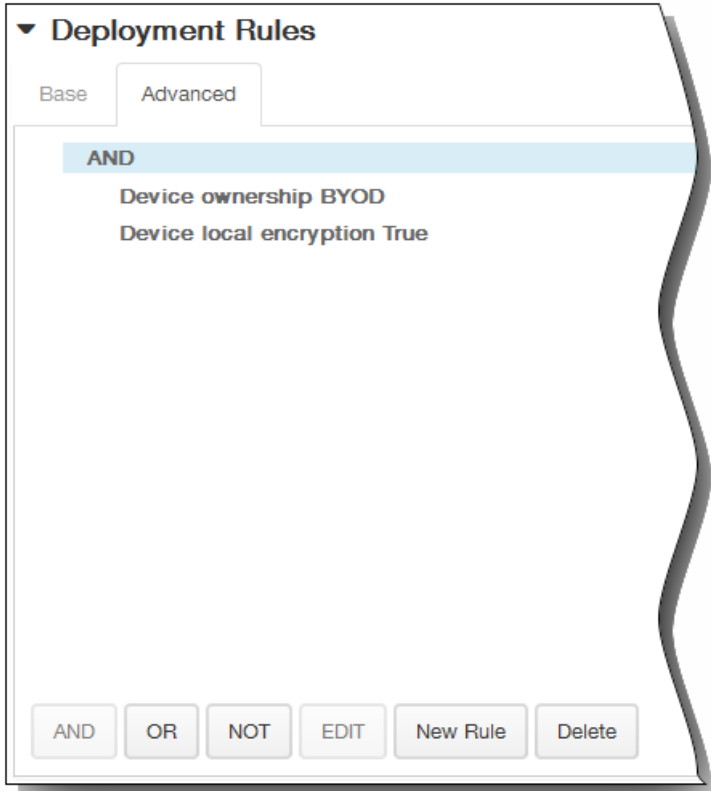 Deployment Rules
Base Advanced
AND
Device ownership BYOD
Device local encryption True
AND OR NOT EDIT New Rule Delete